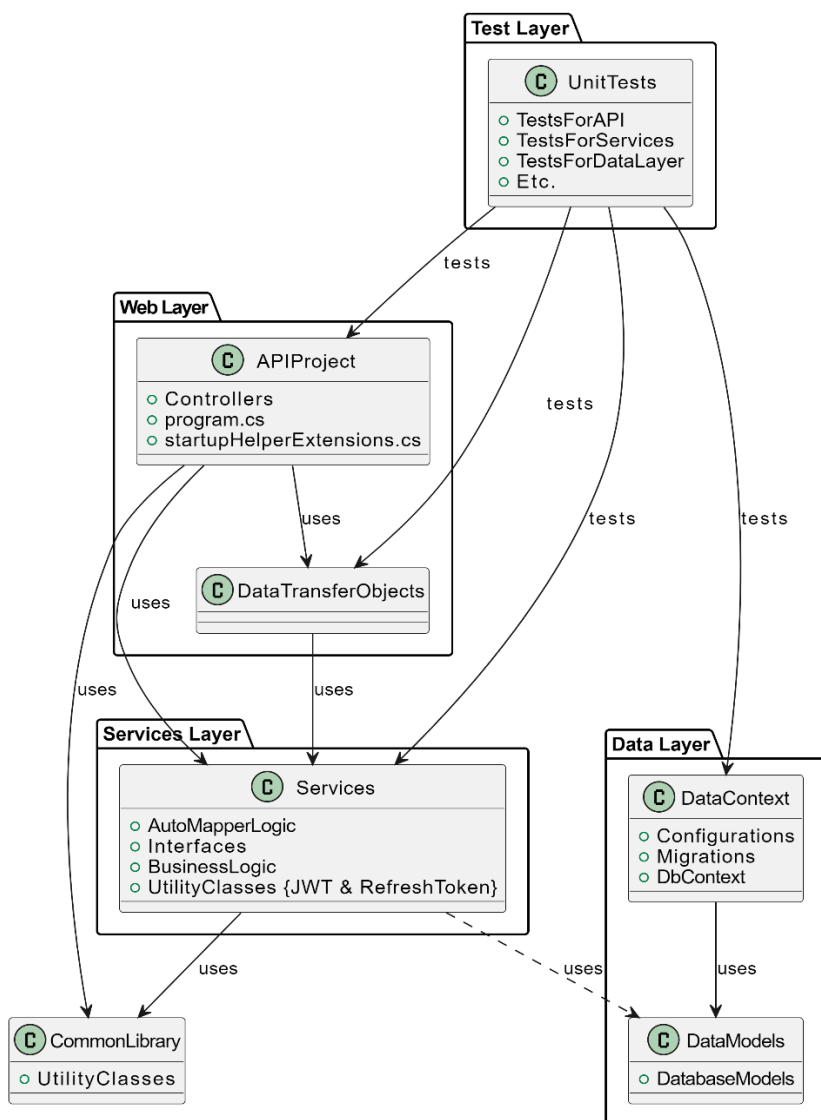 Test Layer
C UnitTests
TestsForAPI
TestsForServices
TestsForDataLayer
Etc.
tests
Web Layer
C APIProject
Controllers
program.cs
startupHelperExtensions.cs
tests
uses
tests
tests
C DataTransferObjects
uses
uses
uses
Services Layer
C Services
AutoMapperLogic
Interfaces
BusinessLogic
UtilityClasses {JWT & RefreshToken}
Data Layer
C DataContext
Configurations
Migrations
DbContext
uses
uses
uses
C CommonLibrary
UtilityClasses
C DataModels
DatabaseModels